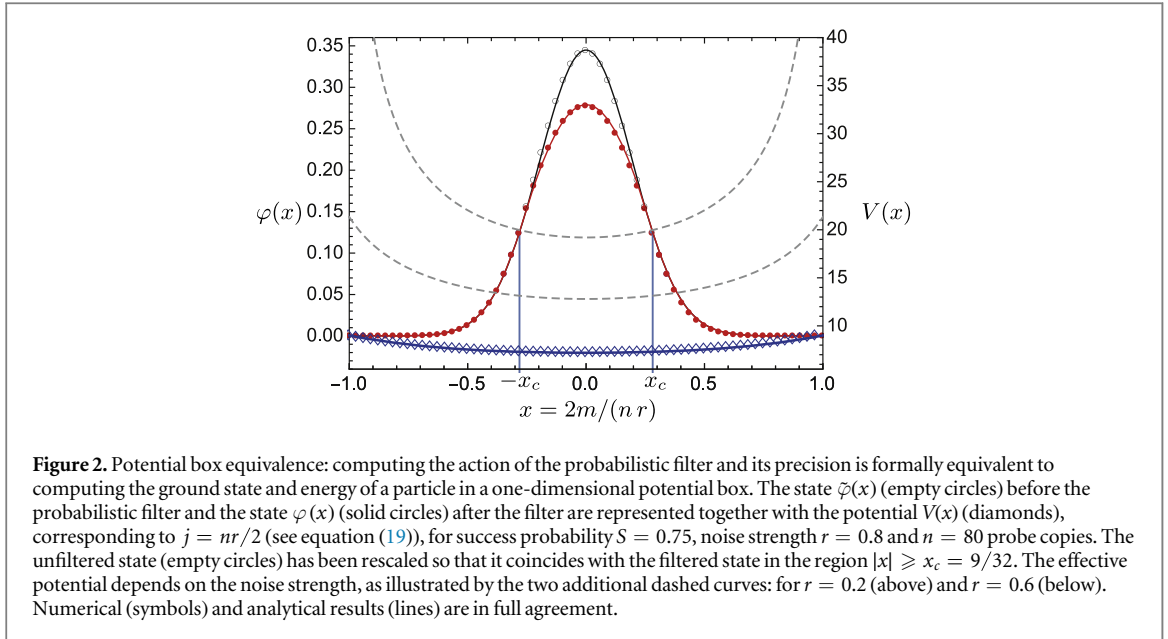 0.35
0.30
0.25
0.20
0.15
0.10
0.05
0.00
φ(x)
40
35
30
25
20
15
10
V(x)
−1.0 −0.5 −x_c 0.0 x_c 0.5 1.0
x = 2m/(n r)
Figure 2. Potential box equivalence: computing the action of the probabilistic filter and its precision is formally equivalent to
computing the ground state and energy of a particle in a one-dimensional potential box. The state φ̃(x) (empty circles) before the
probabilistic filter and the state φ (x) (solid circles) after the filter are represented together with the potential V(x) (diamonds),
corresponding to j = nr/2 (see equation (19)), for success probability S = 0.75, noise strength r = 0.8 and n = 80 probe copies. The
unfiltered state (empty circles) has been rescaled so that it coincides with the filtered state in the region |x| ⩾ x_c = 9/32. The effective
potential depends on the noise strength, as illustrated by the two additional dashed curves: for r = 0.2 (above) and r = 0.6 (below).
Numerical (symbols) and analytical results (lines) are in full agreement.